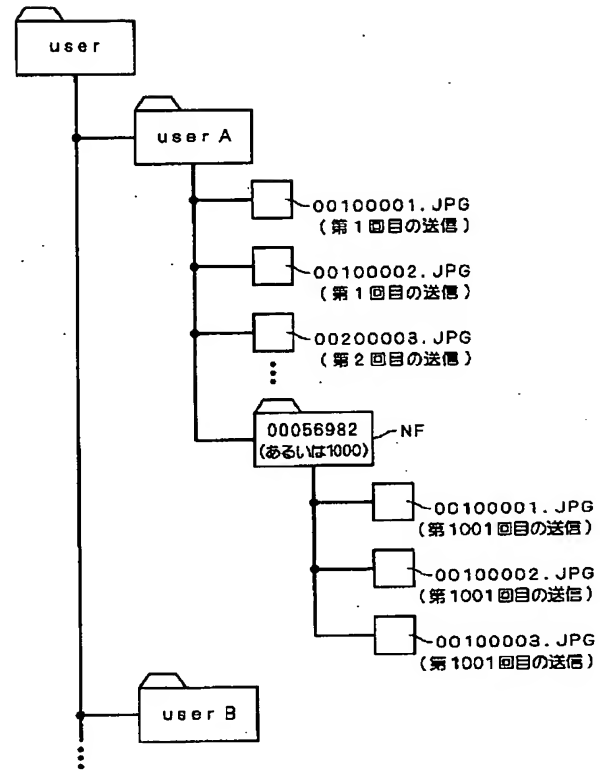 user
user A
00100001.JPG
(第1回目の送信)
00100002.JPG
(第1回目の送信)
00200003.JPG
(第2回目の送信)
00056982
(あるいは1000)
NF
00100001.JPG
(第1001回目の送信)
00100002.JPG
(第1001回目の送信)
00100003.JPG
(第1001回目の送信)
user B